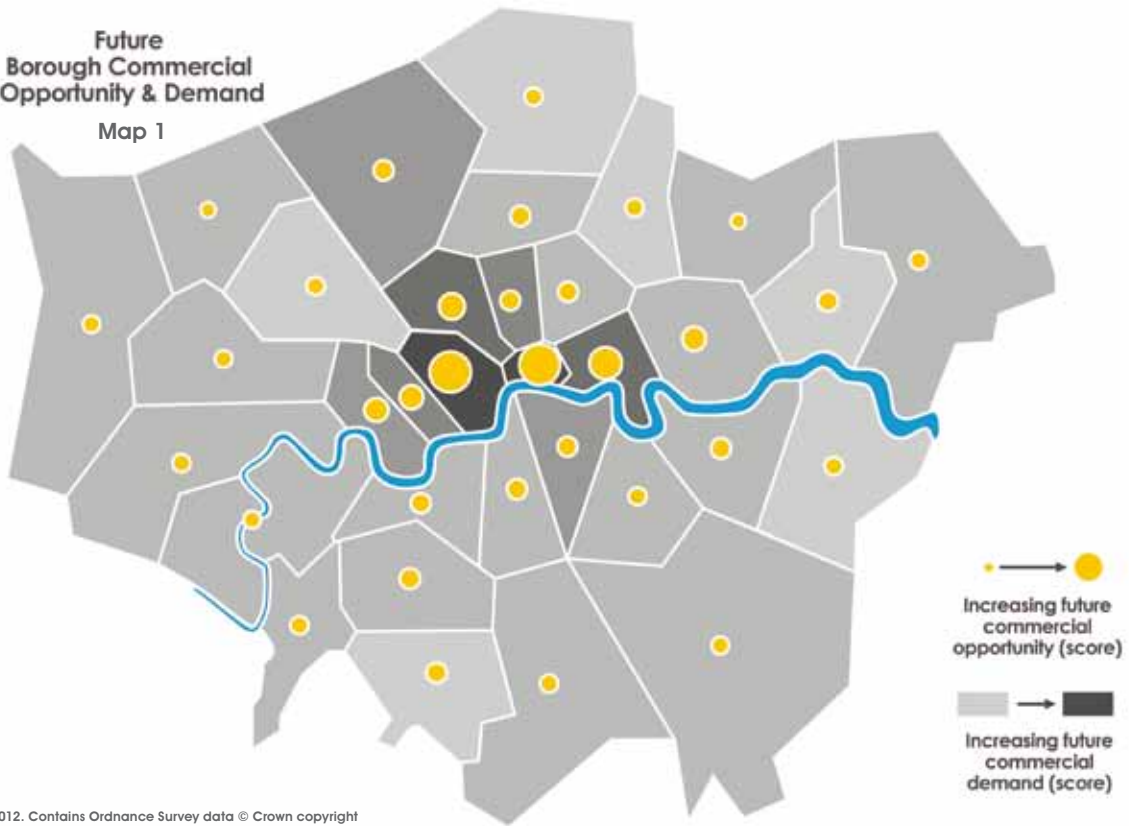 Future
Borough Commercial
Opportunity & Demand
Map 1
Increasing future
commercial
opportunity (score)
Increasing future
commercial
demand (score)
012. Contains Ordnance Survey data © Crown copyright